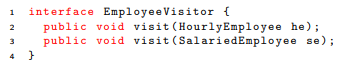 1 interface EmployeeVisitor {
2 public void visit(HourlyEmployee he);
3 public void visit(SalariedEmployee se);
4 }